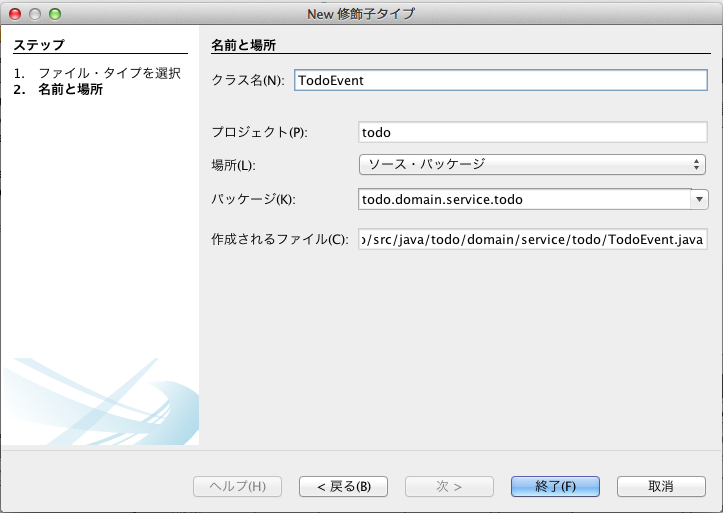 New 修飾子タイプ
ステップ
1. ファイル・タイプを選択
2. 名前と場所
名前と場所
クラス名(N): TodoEvent
プロジェクト(P): todo
場所(L): ソース・パッケージ
パッケージ(K): todo.domain.service.todo
作成されるファイル(C): o/src/java/todo/domain/service/todo/TodoEvent.java
ヘルプ(H) < 戻る(B) 次 > 終了(F) 取消